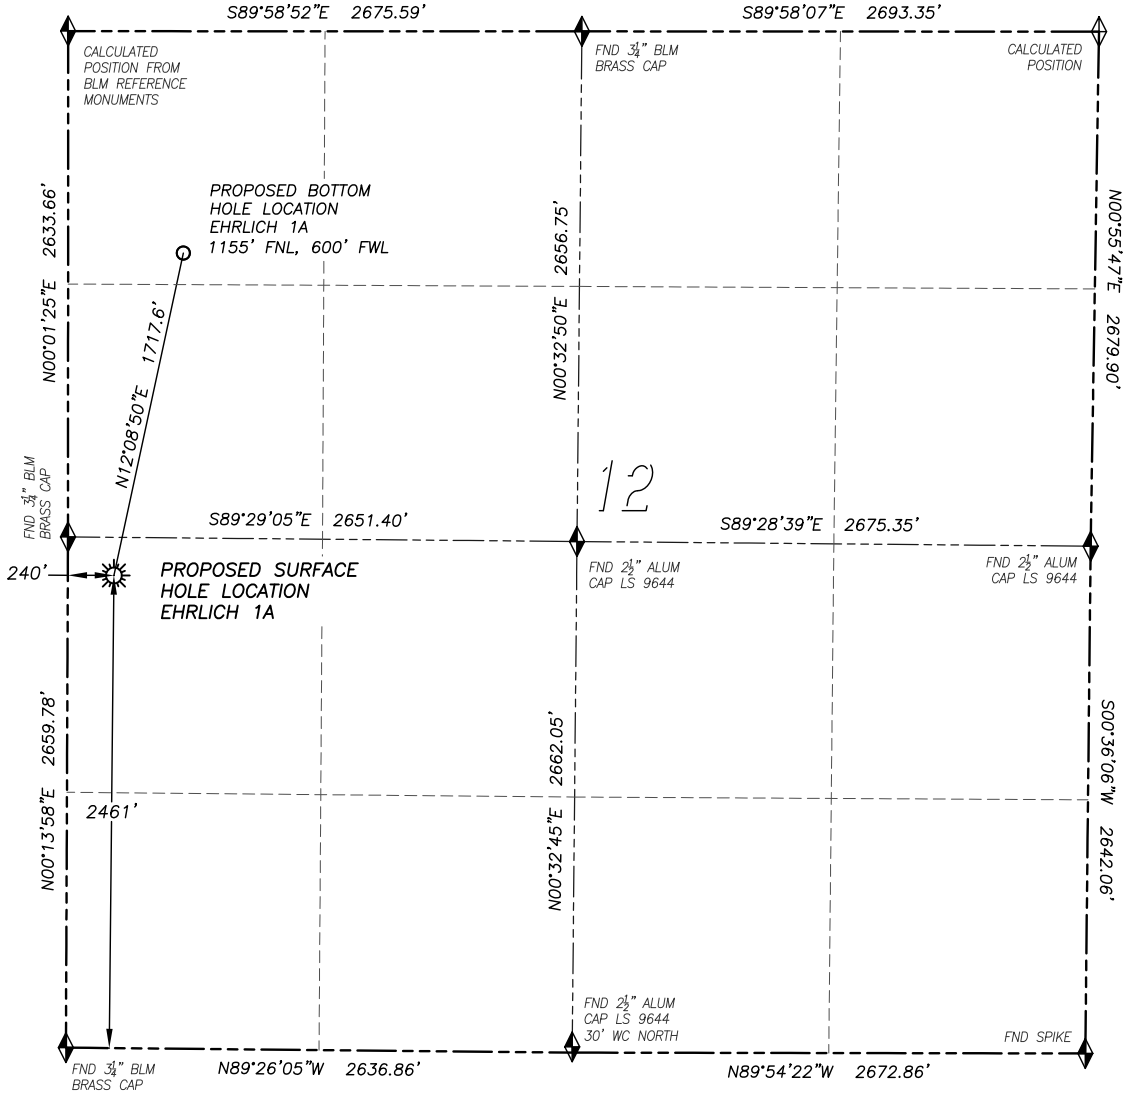 S89°58'52"E 2675.59'
S89°58'07"E 2693.35'
CALCULATED
POSITION FROM
BLM REFERENCE
MONUMENTS
FND 3¼" BLM
BRASS CAP
CALCULATED
POSITION
PROPOSED BOTTOM
HOLE LOCATION
EHRLICH 1A
1155' FNL, 600' FWL
N00°01'25"E 2633.66'
N00°32'50"E 2656.75'
N00°55'47"E 2679.90'
N12°08'50"E 1717.6'
12
FND 3¼" BLM
BRASS CAP
S89°29'05"E 2651.40'
S89°28'39"E 2675.35'
240'
PROPOSED SURFACE
HOLE LOCATION
EHRLICH 1A
FND 2½" ALUM
CAP LS 9644
FND 2½" ALUM
CAP LS 9644
N00°13'58"E 2659.78'
2461'
N00°32'45"E 2662.05'
S00°36'06"W 2642.06'
FND 2½" ALUM
CAP LS 9644
30' WC NORTH
FND SPIKE
FND 3¼" BLM
BRASS CAP
N89°26'05"W 2636.86'
N89°54'22"W 2672.86'